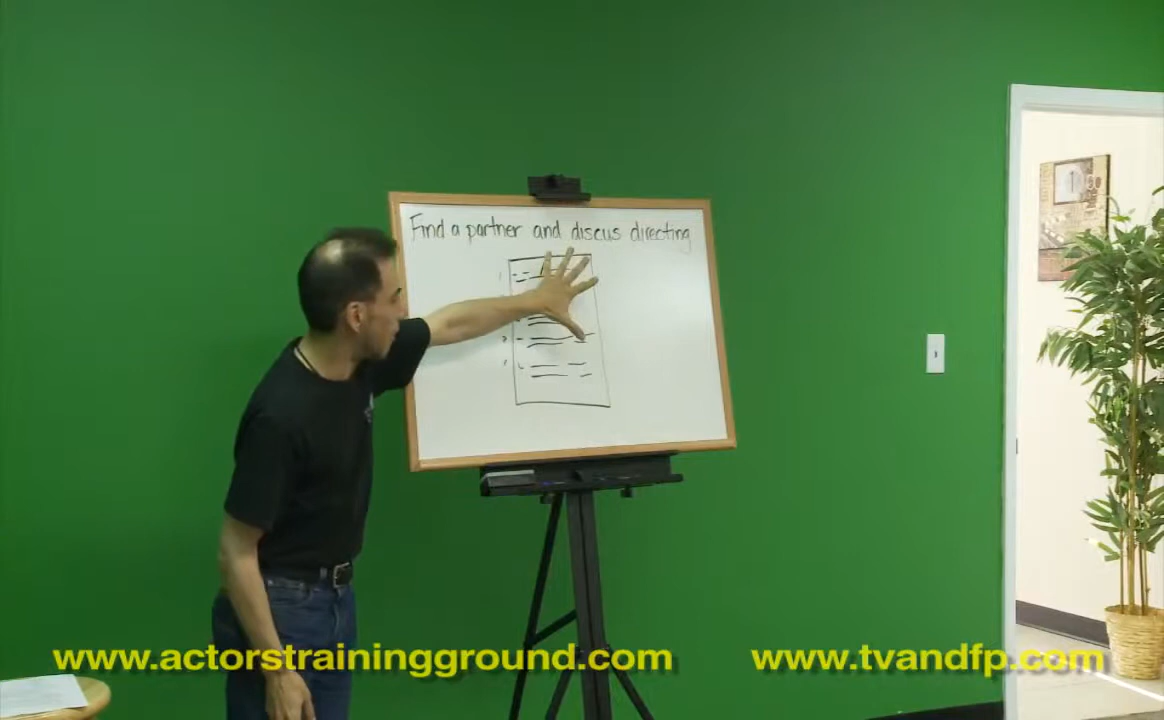 Find a partner and discus directing
www.actorstrainingground.com
www.tvandfp.com